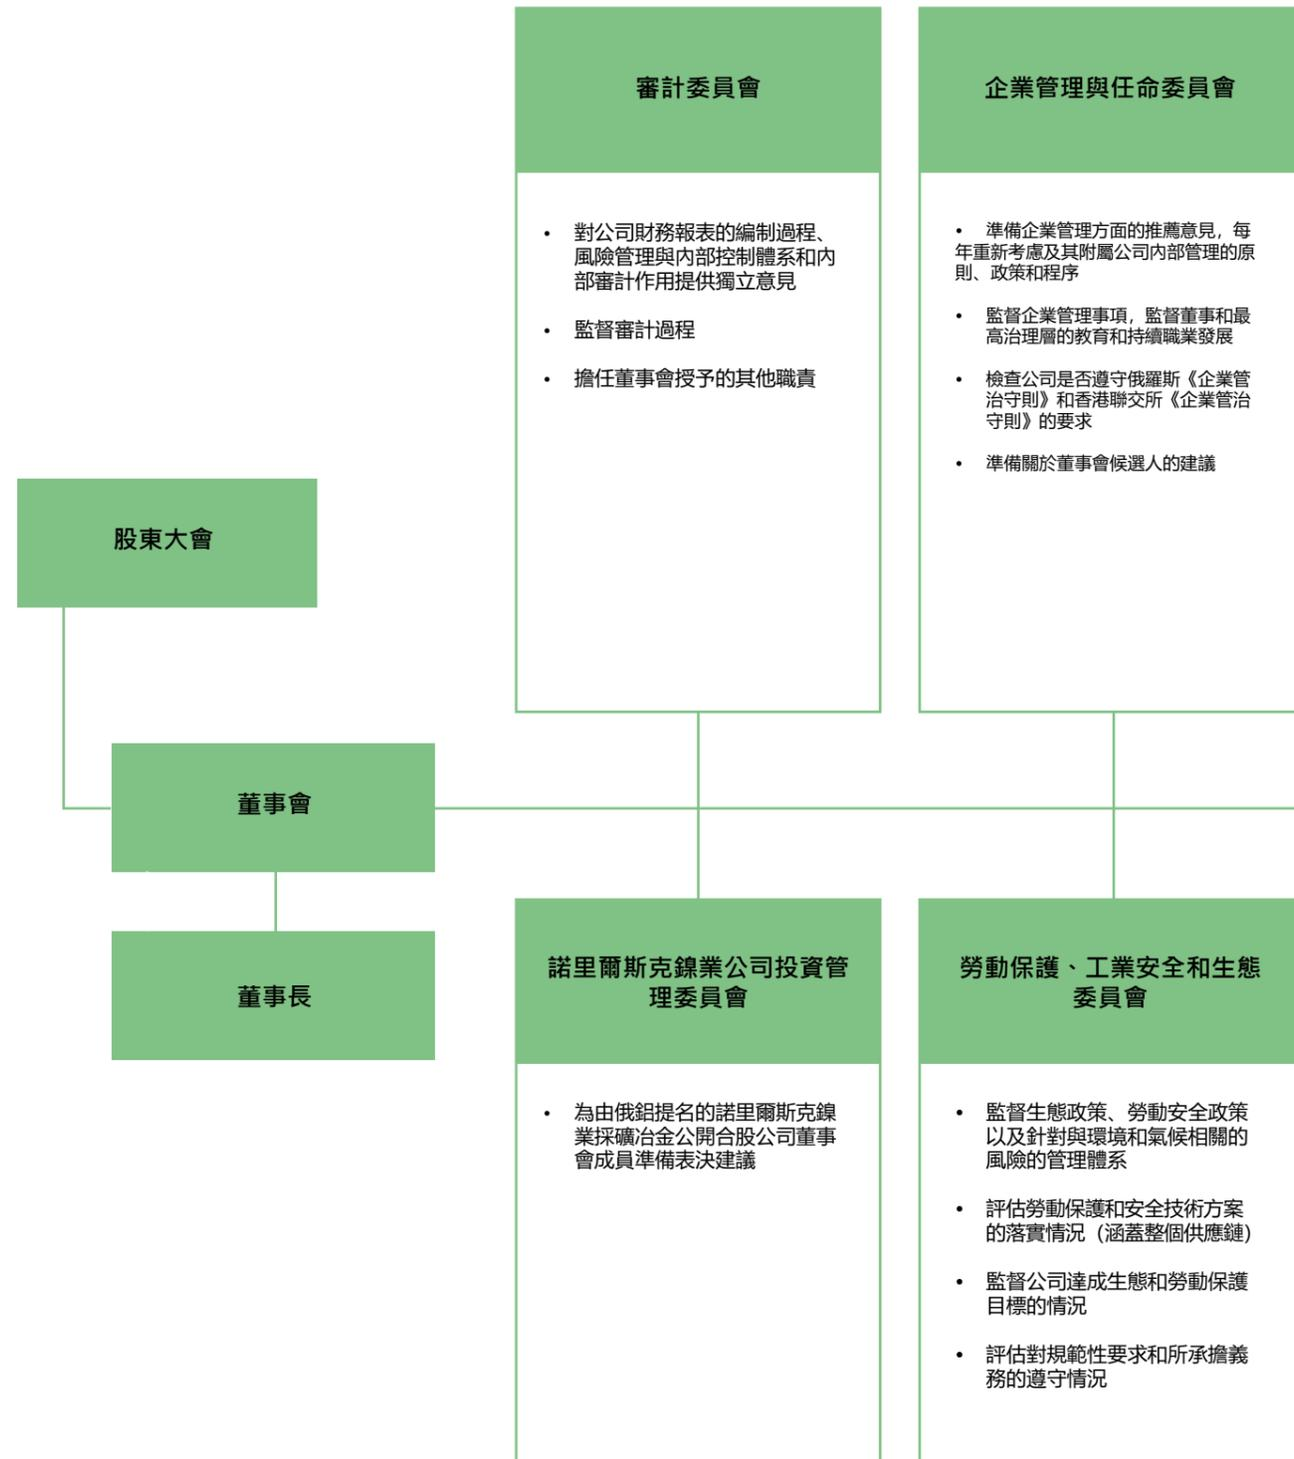 審計委員會
• 對公司財務報表的編制過程、
風險管理與內部控制體系和內
部審計作用提供獨立意見
• 監督審計過程
• 擔任董事會授予的其他職責
企業管理與任命委員會
• 準備企業管理方面的推薦意見，每
年重新考慮及其附屬公司內部管理的原
則、政策和程序
• 監督企業管理事項，監督董事和最
高治理層的教育和持續職業發展
• 檢查公司是否遵守俄羅斯《企業管
治守則》和香港聯交所《企業管治
守則》的要求
• 準備關於董事會候選人的建議
股東大會
董事會
董事長
諾里爾斯克鎳業公司投資管
理委員會
• 為由俄鋁提名的諾里爾斯克鎳
業採礦冶金公開合股公司董事
會成員準備表決建議
勞動保護、工業安全和生態
委員會
• 監督生態政策、勞動安全政策
以及針對與環境和氣候相關的
風險的管理體系
• 評估勞動保護和安全技術方案
的落實情況（涵蓋整個供應鏈）
• 監督公司達成生態和勞動保護
目標的情況
• 評估對規範性要求和所承擔義
務的遵守情況